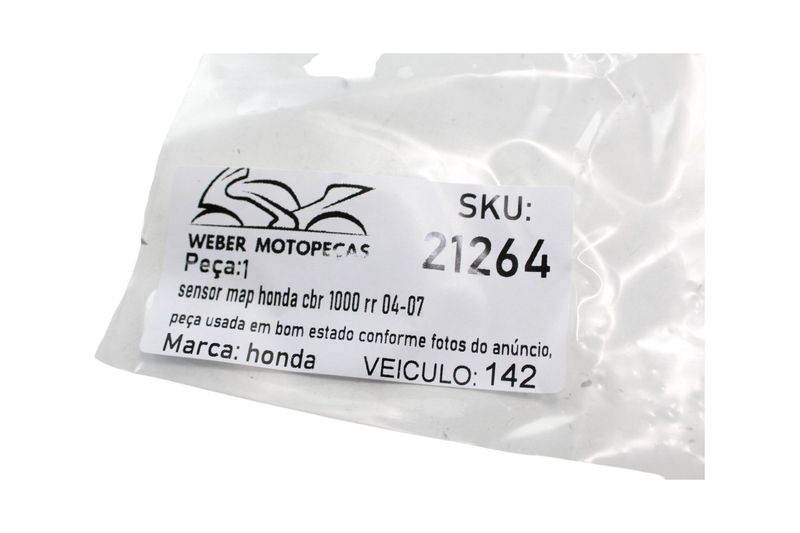 WEBER MOTOPEÇAS
SKU:
21264
Peça:1
sensor map honda cbr 1000 rr 04-07
peça usada em bom estado conforme fotos do anúncio,
Marca: honda
VEICULO: 142